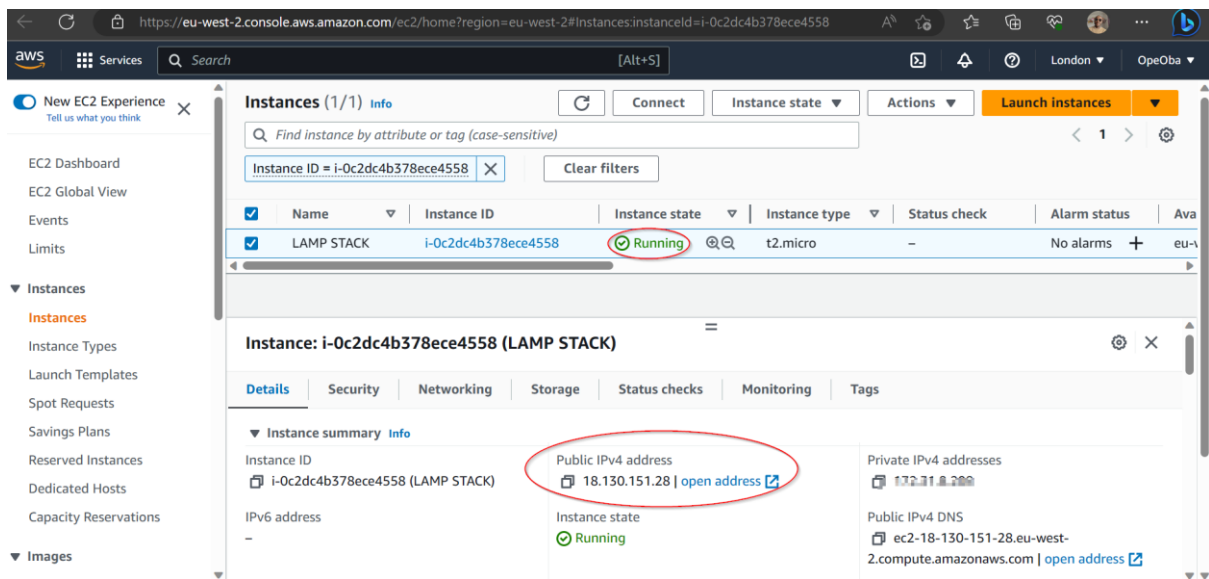 https://eu-west-2.console.aws.amazon.com/ec2/home?region=eu-west-2#Instances:instanceId=i-0c2dc4b378ece4558
aws Services Search [Alt+S] London ▼ OpeOba ▼
New EC2 Experience
Tell us what you think
EC2 Dashboard
EC2 Global View
Events
Limits
▼ Instances
Instances
Instance Types
Launch Templates
Spot Requests
Savings Plans
Reserved Instances
Dedicated Hosts
Capacity Reservations
▼ Images
Instances (1/1) Info Connect Instance state ▼ Actions ▼ Launch instances ▼
Find instance by attribute or tag (case-sensitive) < 1 >
Instance ID = i-0c2dc4b378ece4558 Clear filters
Name Instance ID Instance state Instance type Status check Alarm status Ava
LAMP STACK i-0c2dc4b378ece4558 Running t2.micro – No alarms + eu-
Instance: i-0c2dc4b378ece4558 (LAMP STACK)
Details Security Networking Storage Status checks Monitoring Tags
▼ Instance summary Info
Instance ID
i-0c2dc4b378ece4558 (LAMP STACK)
Public IPv4 address
18.130.151.28 | open address
Private IPv4 addresses
IPv6 address
–
Instance state
Running
Public IPv4 DNS
ec2-18-130-151-28.eu-west-
2.compute.amazonaws.com | open address